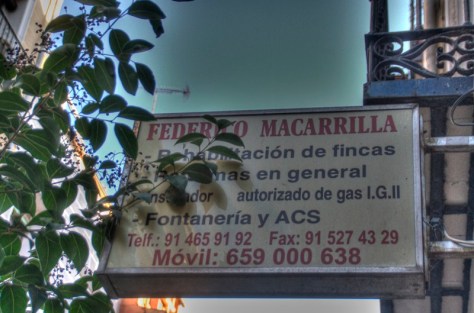 FEDERICO MACARRILLA
Rehabilitación de fincas
en general
autorizado de gas I.G.II
Fontanería y ACS
Telf.: 91 465 91 92 Fax: 91 527 43 29
Móvil: 659 000 638